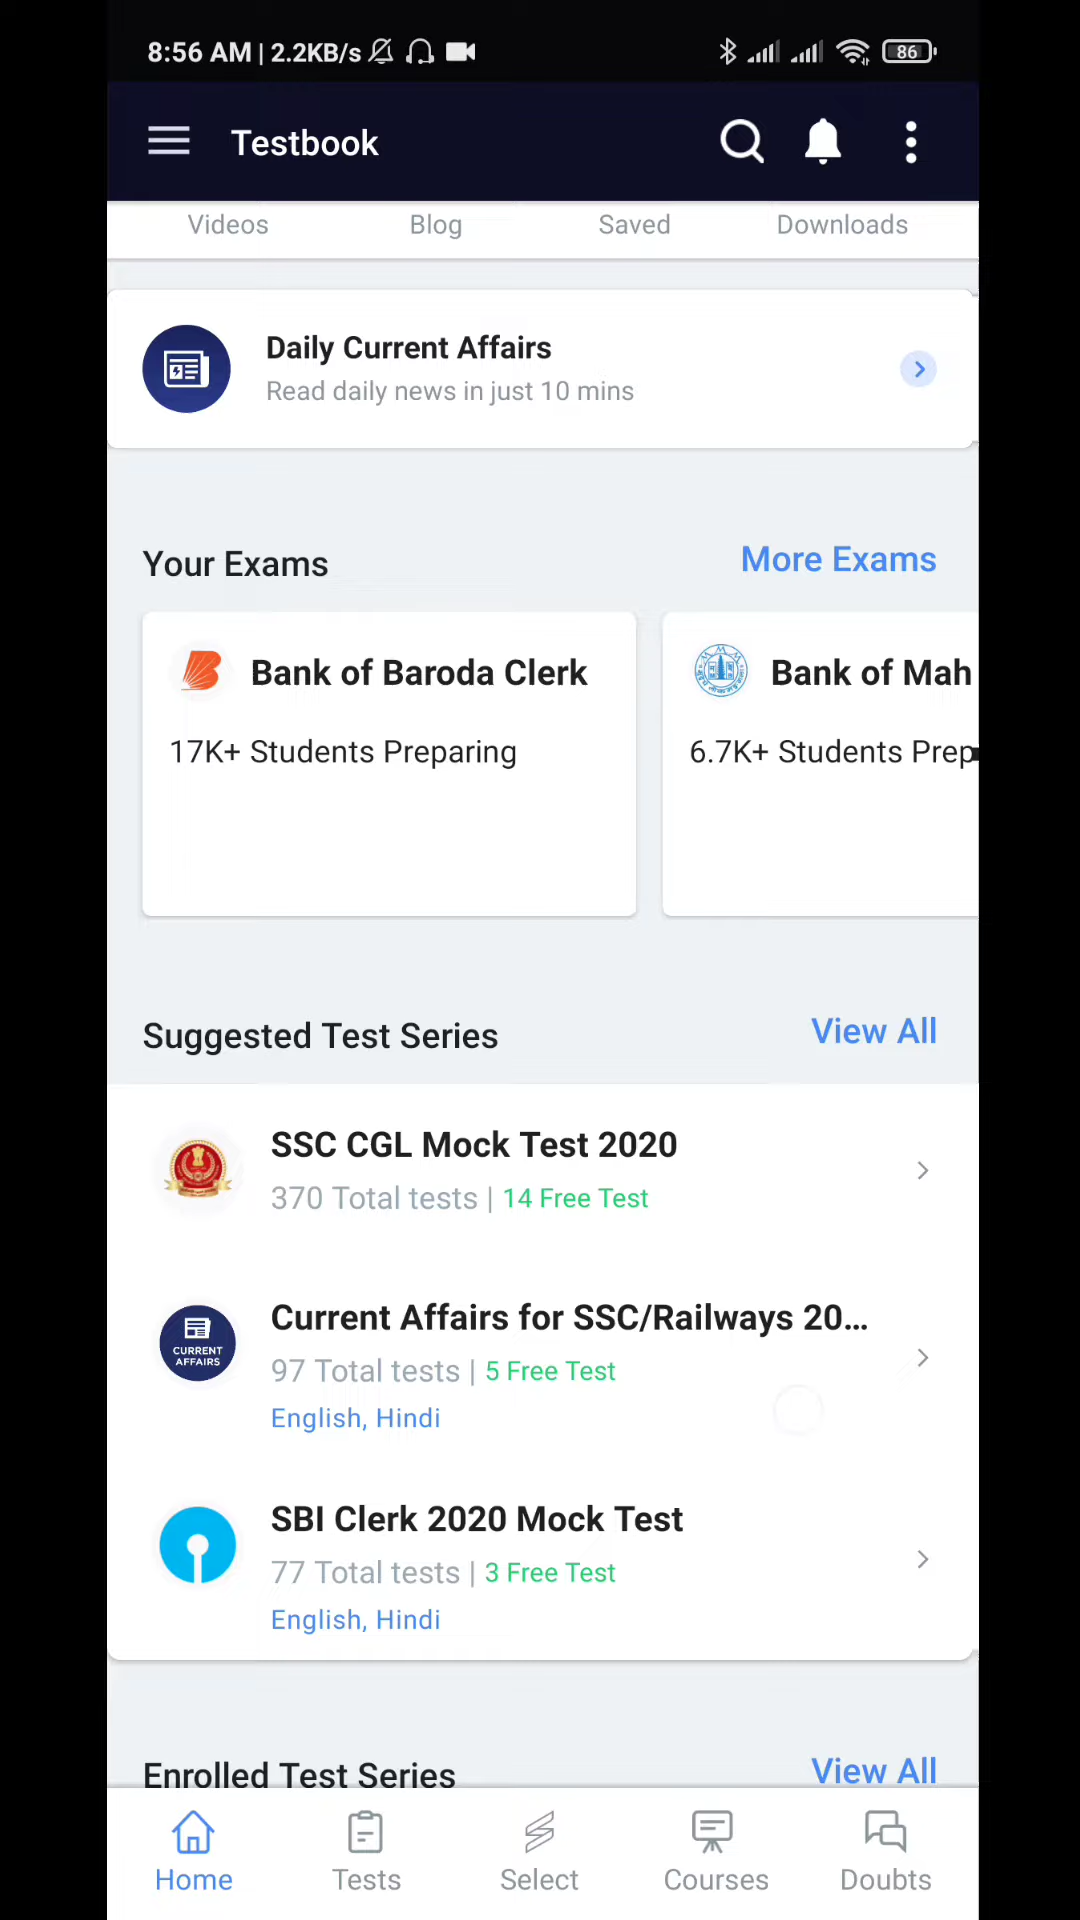 8:56 AM | 2.2KB/s
86
Testbook
Videos Blog Saved Downloads
Daily Current Affairs
Read daily news in just 10 mins
Your Exams More Exams
Bank of Baroda Clerk
17K+ Students Preparing
Bank of Mah
6.7K+ Students Prep
Suggested Test Series View All
SSC CGL Mock Test 2020
370 Total tests | 14 Free Test
CURRENT
AFFAIRS
Current Affairs for SSC/Railways 20...
97 Total tests | 5 Free Test
English, Hindi
SBI Clerk 2020 Mock Test
77 Total tests | 3 Free Test
English, Hindi
Enrolled Test Series View All
Home Tests Select Courses Doubts